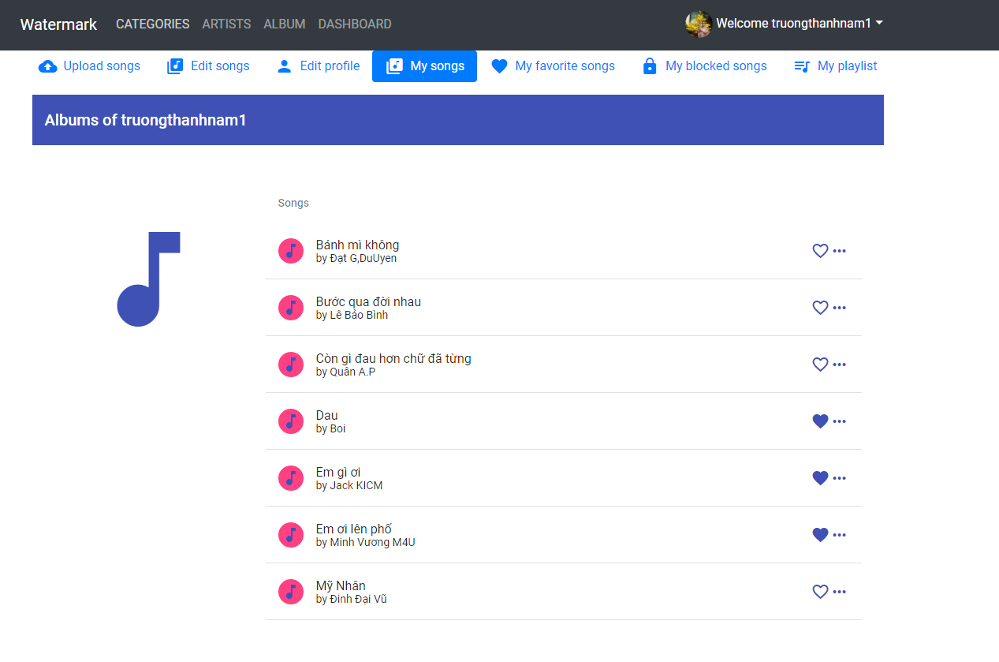 Watermark CATEGORIES ARTISTS ALBUM DASHBOARD Welcome truongthanhnam1
Upload songs Edit songs Edit profile My songs My favorite songs My blocked songs My playlist
Albums of truongthanhnam1
Songs
Bánh mì không
by Đạt G,DuUyen
Bước qua đời nhau
by Lê Bảo Bình
Còn gì đau hơn chữ đã từng
by Quân A.P
Dau
by Boi
Em gì ơi
by Jack KICM
Em ơi lên phố
by Minh Vương M4U
Mỹ Nhân
by Đinh Đại Vũ